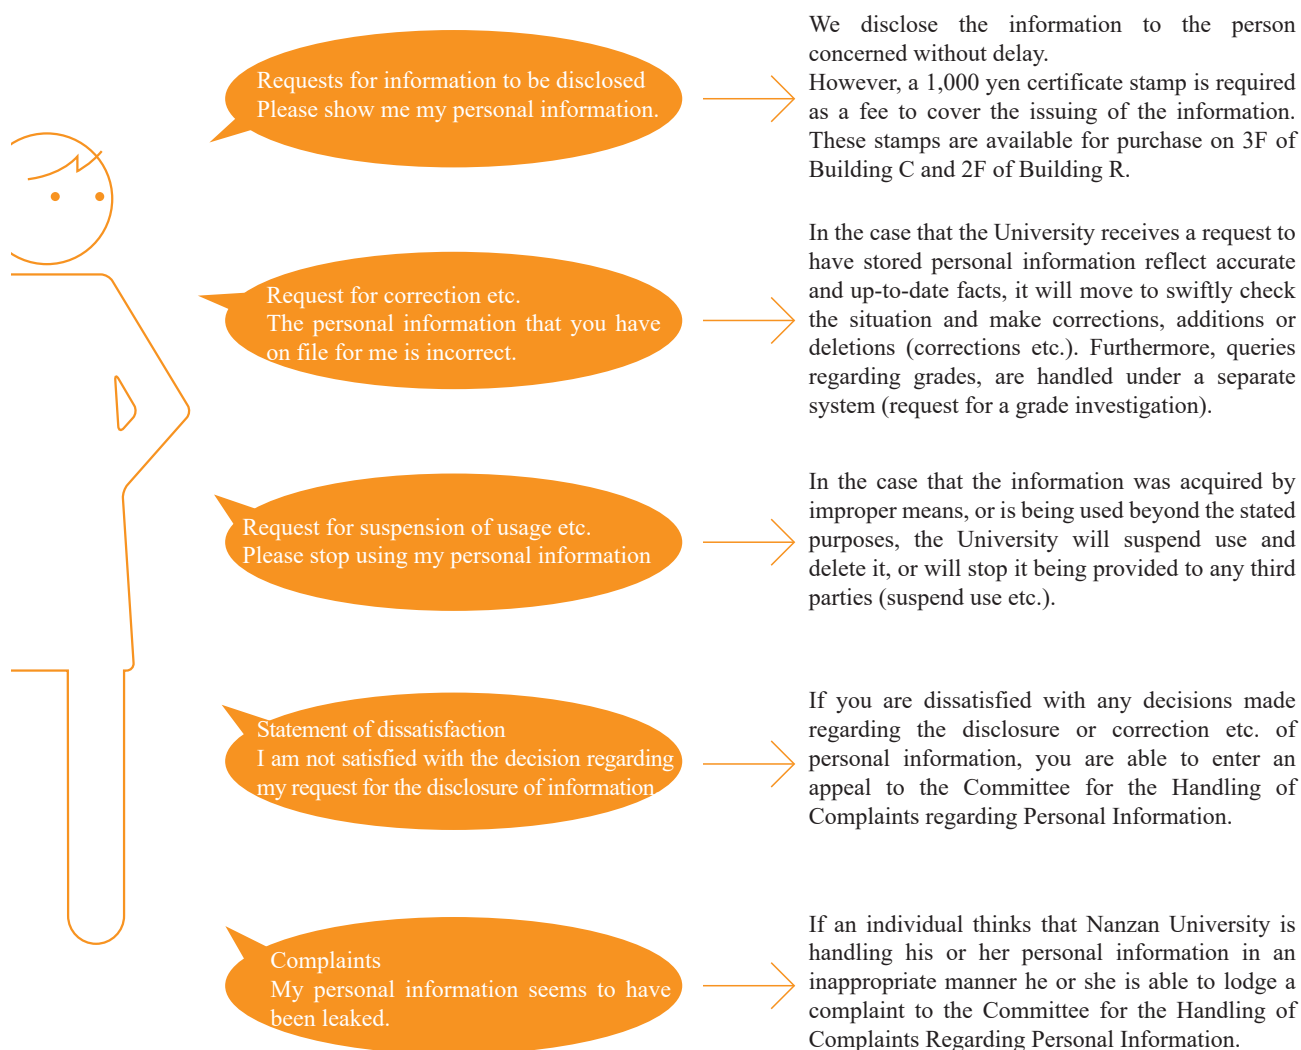 Requests for information to be disclosed
Please show me my personal information.
We disclose the information to the person
concerned without delay.
However, a 1,000 yen certificate stamp is required
as a fee to cover the issuing of the information.
These stamps are available for purchase on 3F of
Building C and 2F of Building R.
Request for correction etc.
The personal information that you have
on file for me is incorrect.
In the case that the University receives a request to
have stored personal information reflect accurate
and up-to-date facts, it will move to swiftly check
the situation and make corrections, additions or
deletions (corrections etc.). Furthermore, queries
regarding grades, are handled under a separate
system (request for a grade investigation).
Request for suspension of usage etc.
Please stop using my personal information
In the case that the information was acquired by
improper means, or is being used beyond the stated
purposes, the University will suspend use and
delete it, or will stop it being provided to any third
parties (suspend use etc.).
Statement of dissatisfaction
I am not satisfied with the decision regarding
my request for the disclosure of information
If you are dissatisfied with any decisions made
regarding the disclosure or correction etc. of
personal information, you are able to enter an
appeal to the Committee for the Handling of
Complaints regarding Personal Information.
Complaints
My personal information seems to have
been leaked.
If an individual thinks that Nanzan University is
handling his or her personal information in an
inappropriate manner he or she is able to lodge a
complaint to the Committee for the Handling of
Complaints Regarding Personal Information.